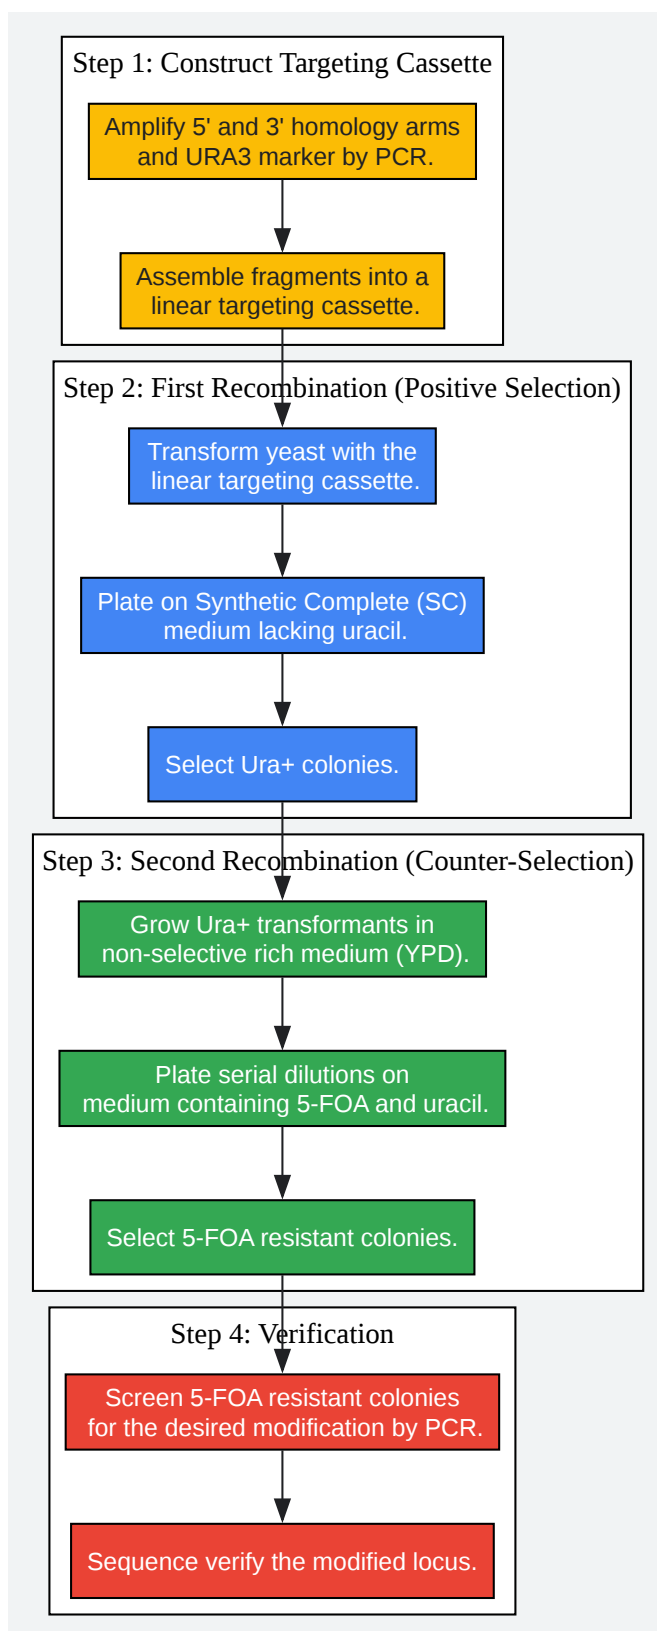 Step 1: Construct Targeting Cassette
Amplify 5' and 3' homology arms
and URA3 marker by PCR.
Assemble fragments into a
linear targeting cassette.
Step 2: First Recombination (Positive Selection)
Transform yeast with the
linear targeting cassette.
Plate on Synthetic Complete (SC)
medium lacking uracil.
Select Ura+ colonies.
Step 3: Second Recombination (Counter-Selection)
Grow Ura+ transformants in
non-selective rich medium (YPD).
Plate serial dilutions on
medium containing 5-FOA and uracil.
Select 5-FOA resistant colonies.
Step 4: Verification
Screen 5-FOA resistant colonies
for the desired modification by PCR.
Sequence verify the modified locus.